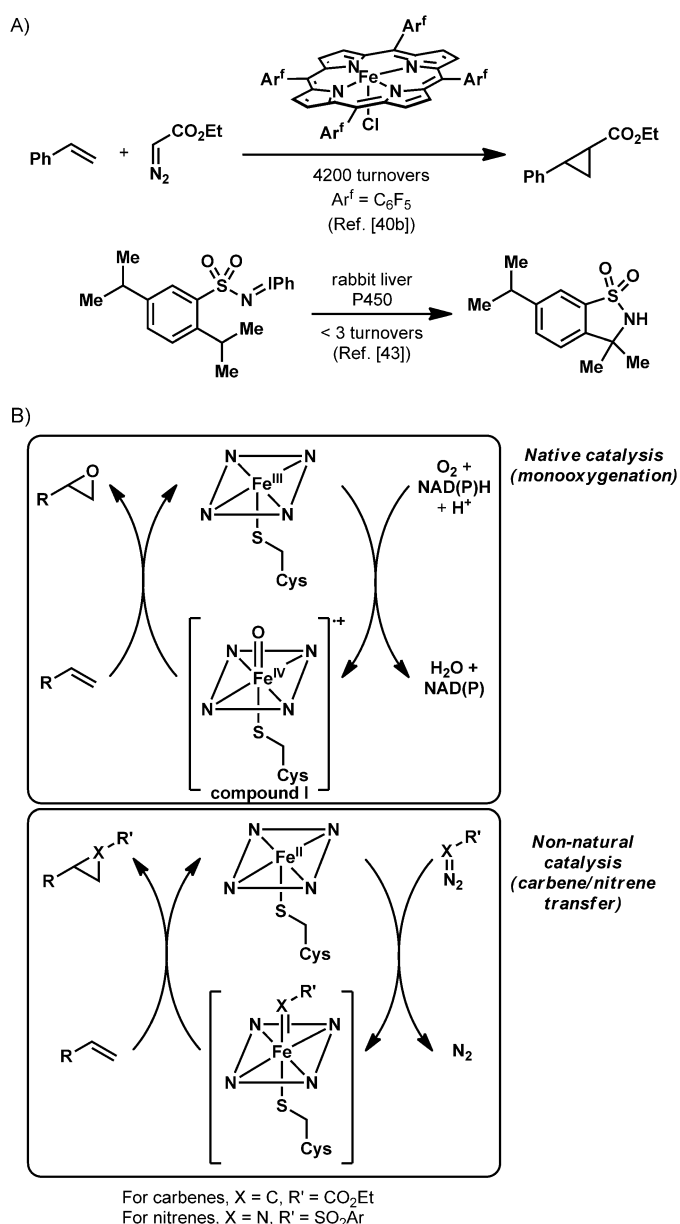 A)
Ar^f
Ar^f
N
N
Fe
Ar^f
N
N
Ar^f
Cl
Ph
+
CO₂Et
N₂
4200 turnovers
Ar^f = C₆F₅
(Ref. [40b])
CO₂Et
Ph
Me
Me
O
O
S
N
IPh
Me
Me
rabbit liver
P450
< 3 turnovers
(Ref. [43])
Me
Me
O
O
S
NH
Me
Me
B)
R
O
N
N
Fe^III
N
N
S
Cys
O₂ +
NAD(P)H
+ H⁺
Native catalysis
(monooxygenation)
R
O
·+
N
N
Fe^IV
N
N
S
Cys
compound I
H₂O +
NAD(P)
R
X
R'
N
N
Fe^II
N
N
S
Cys
X
R'
N₂
Non-natural
catalysis
(carbene/nitrene
transfer)
R
X
R'
N
N
Fe
N
N
S
Cys
N₂
For carbenes, X = C, R' = CO₂Et
For nitrenes, X = N, R' = SO₂Ar